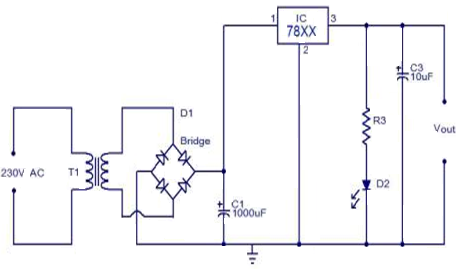 1
IC
78XX
3
2
C3
10uF
D1
Bridge
R3
Vout
230V AC
T1
D2
C1
1000uF